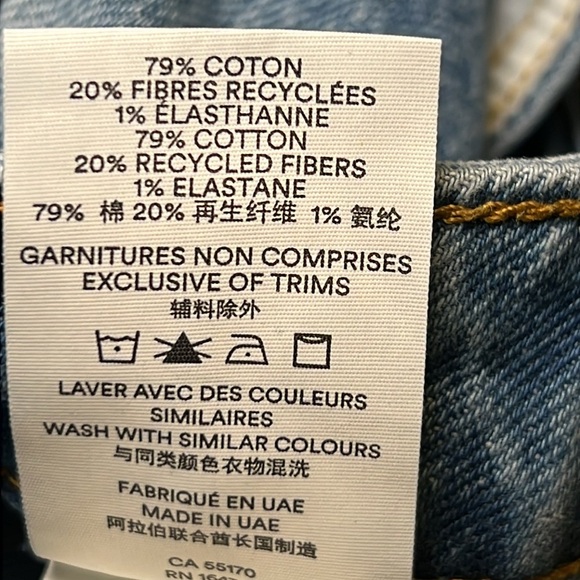 79% COTON
20% FIBRES RECYCLÉES
1% ÉLASTHANNE
79% COTTON
20% RECYCLED FIBERS
1% ELASTANE
79% 棉 20% 再生纤维 1% 氨纶
GARNITURES NON COMPRISES
EXCLUSIVE OF TRIMS
辅料除外
LAVER AVEC DES COULEURS
SIMILAIRES
WASH WITH SIMILAR COLOURS
与同类颜色衣物混洗
FABRIQUÉ EN UAE
MADE IN UAE
阿拉伯联合酋长国制造
CA 55170
RN